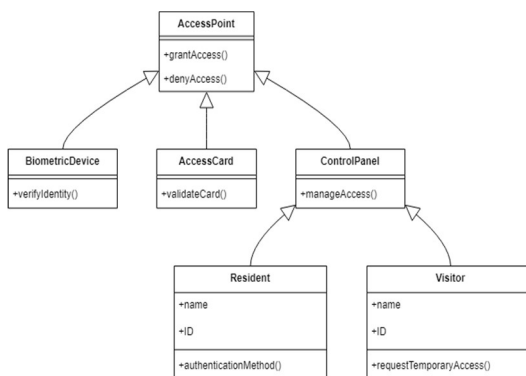 AccessPoint
+grantAccess()
+denyAccess()
BiometricDevice
+verifyIdentity()
AccessCard
+validateCard()
ControlPanel
+manageAccess()
Resident
+name
+ID
+authenticationMethod()
Visitor
+name
+ID
+requestTemporaryAccess()